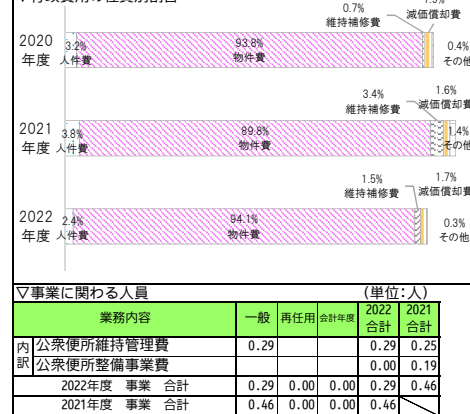 0.7%
維持補修費
減価償却費
2020
年度
3.2%
人件費
93.8%
物件費
0.4%
その他
3.4%
維持補修費
1.6%
減価償却費
2021
年度
3.8%
人件費
89.8%
物件費
1.4%
その他
1.5%
維持補修費
1.7%
減価償却費
2022
年度
2.4%
人件費
94.1%
物件費
0.3%
その他
▽事業に関わる人員 (単位:人)
業務内容 一般 再任用 会計年度 2022合計 2021合計
内訳 公衆便所維持管理費 0.29 0.29 0.25
公衆便所整備事業費 0.00 0.19
2022年度 事業 合計 0.29 0.00 0.00 0.29 0.46
2021年度 事業 合計 0.46 0.00 0.00 0.46